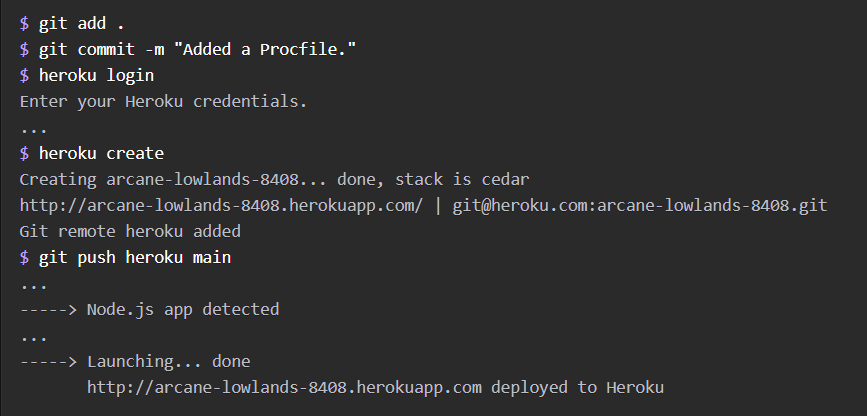 $ git add .
$ git commit -m "Added a Procfile."
$ heroku login
Enter your Heroku credentials.
...
$ heroku create
Creating arcane-lowlands-8408... done, stack is cedar
http://arcane-lowlands-8408.herokuapp.com/ | git@heroku.com:arcane-lowlands-8408.git
Git remote heroku added
$ git push heroku main
...
-----> Node.js app detected
...
-----> Launching... done
       http://arcane-lowlands-8408.herokuapp.com deployed to Heroku